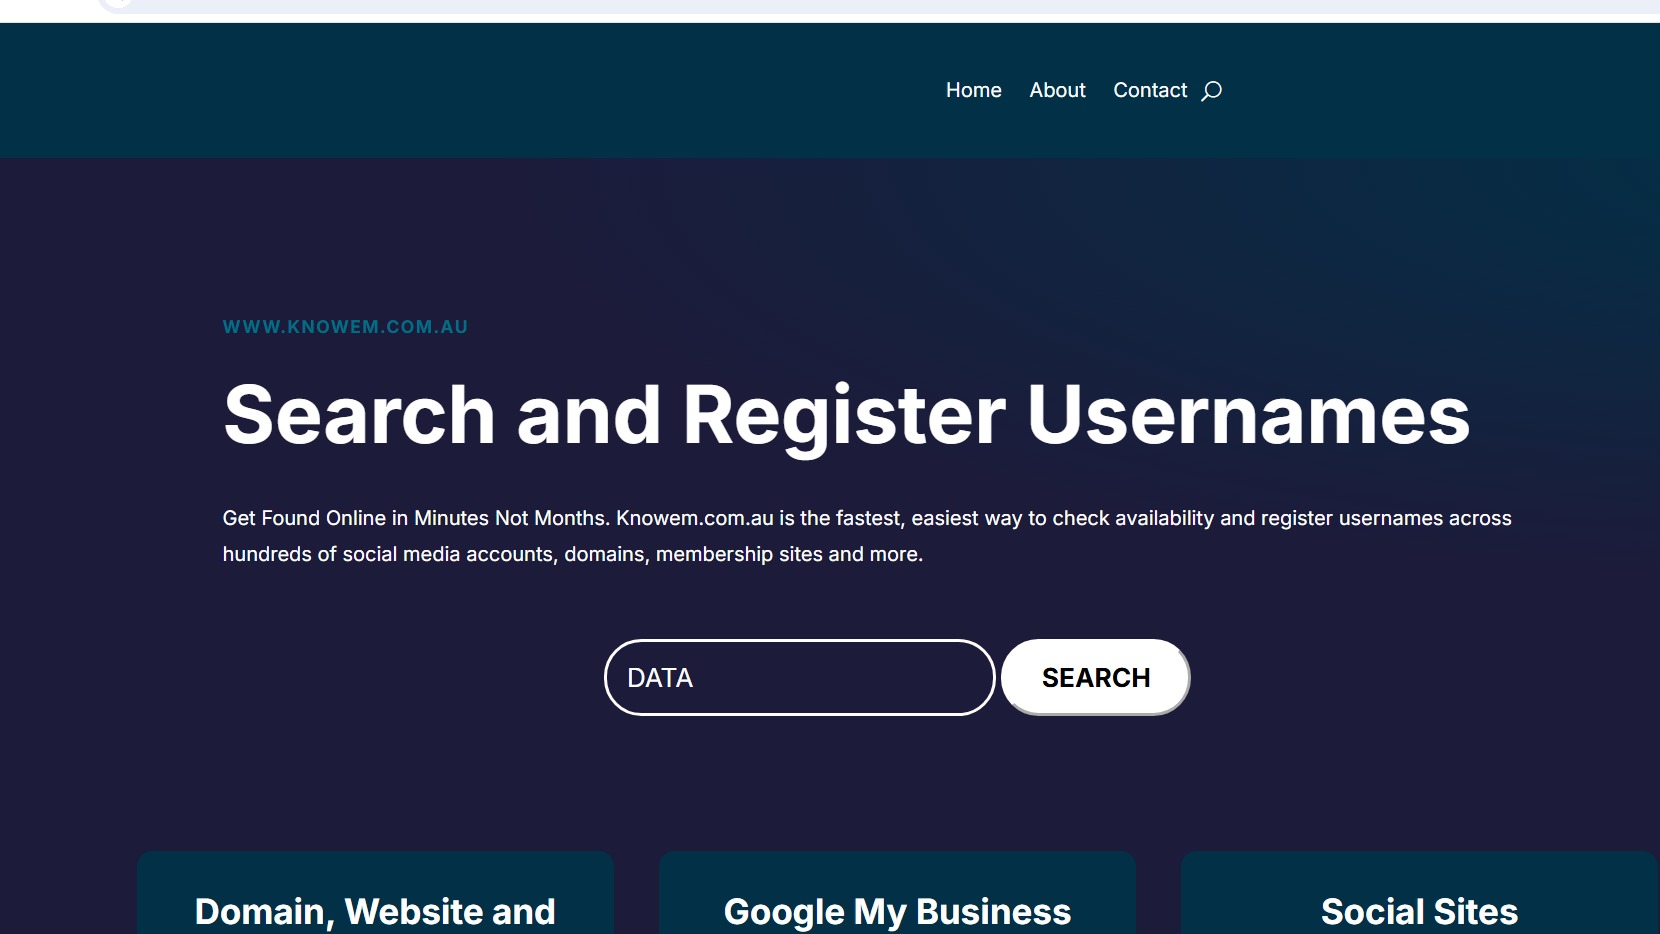 Home About Contact
WWW.KNOWEM.COM.AU
Search and Register Usernames
Get Found Online in Minutes Not Months. Knowem.com.au is the fastest, easiest way to check availability and register usernames across
hundreds of social media accounts, domains, membership sites and more.
DATA SEARCH
Domain, Website and
Google My Business
Social Sites